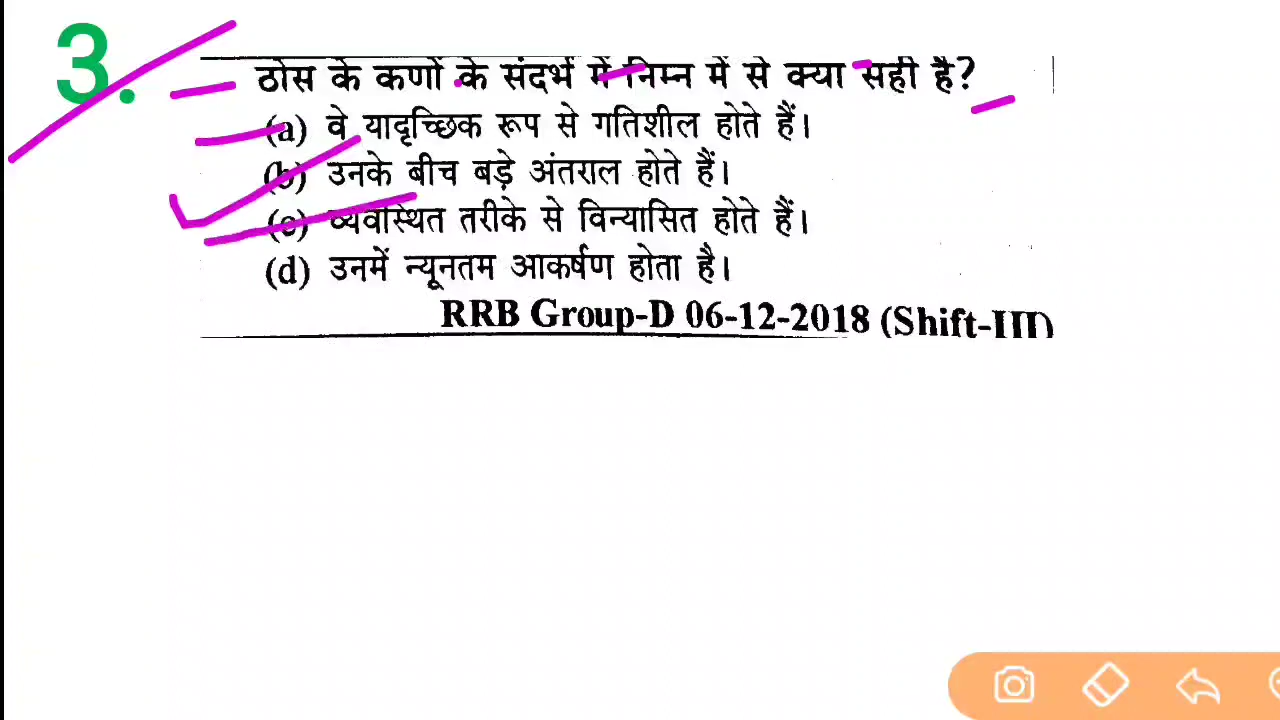 3.
ठोस के कणों के संदर्भ में निम्न में से क्या सही है?
(a) वे यादृच्छिक रूप से गतिशील होते हैं।
(b) उनके बीच बड़े अंतराल होते हैं।
(c) व्यवस्थित तरीके से विन्यासित होते हैं।
(d) उनमें न्यूनतम आकर्षण होता है।
RRB Group-D 06-12-2018 (Shift-III)